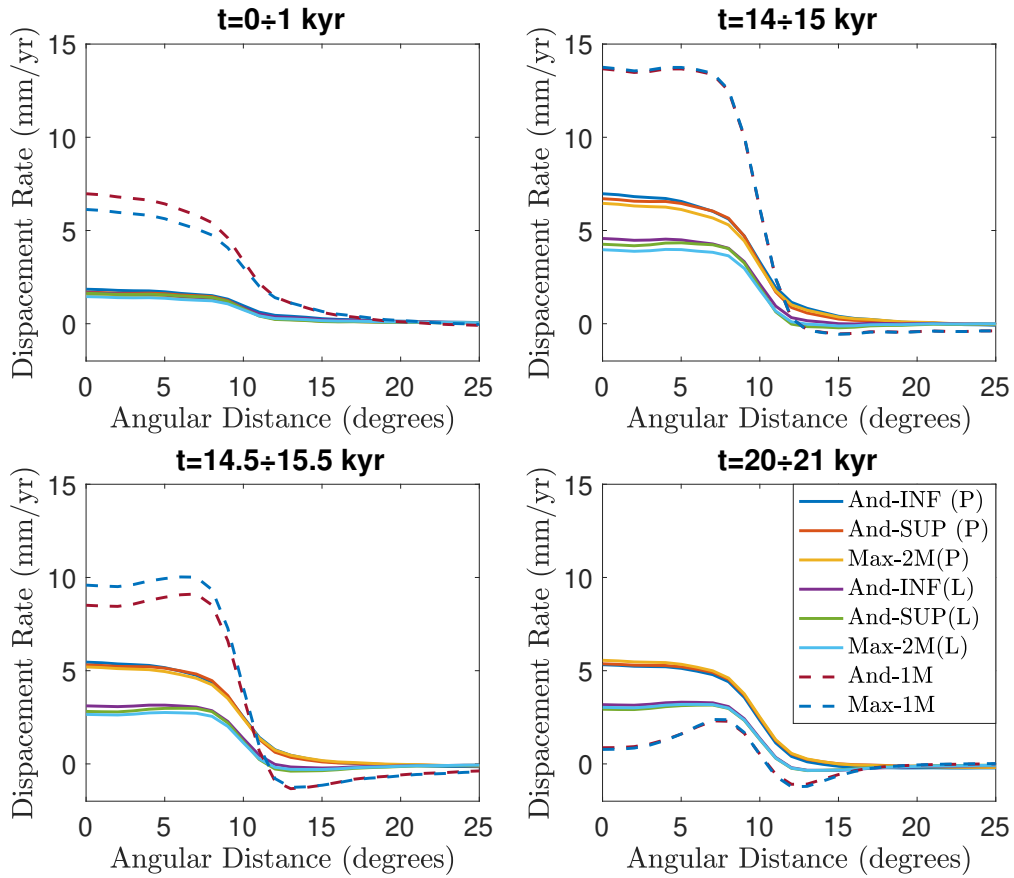 t=0÷1 kyr
Dispacement Rate (mm/yr)
15
10
5
0
0 5 10 15 20 25
Angular Distance (degrees)
t=14÷15 kyr
Dispacement Rate (mm/yr)
15
10
5
0
0 5 10 15 20 25
Angular Distance (degrees)
t=14.5÷15.5 kyr
Dispacement Rate (mm/yr)
15
10
5
0
0 5 10 15 20 25
Angular Distance (degrees)
t=20÷21 kyr
Dispacement Rate (mm/yr)
15
10
5
0
0 5 10 15 20 25
Angular Distance (degrees)
And-INF (P)
And-SUP (P)
Max-2M(P)
And-INF(L)
And-SUP(L)
Max-2M(L)
And-1M
Max-1M